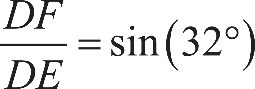 DF/DE = sin(32°)